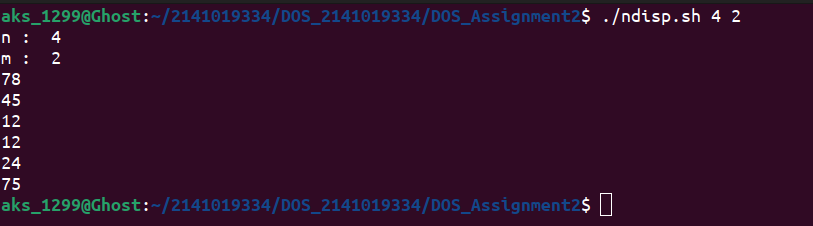 aks_1299@Ghost:~/2141019334/DOS_2141019334/DOS_Assignment2$ ./ndisp.sh 4 2
n :  4
m :  2
78
45
12
12
24
75
aks_1299@Ghost:~/2141019334/DOS_2141019334/DOS_Assignment2$